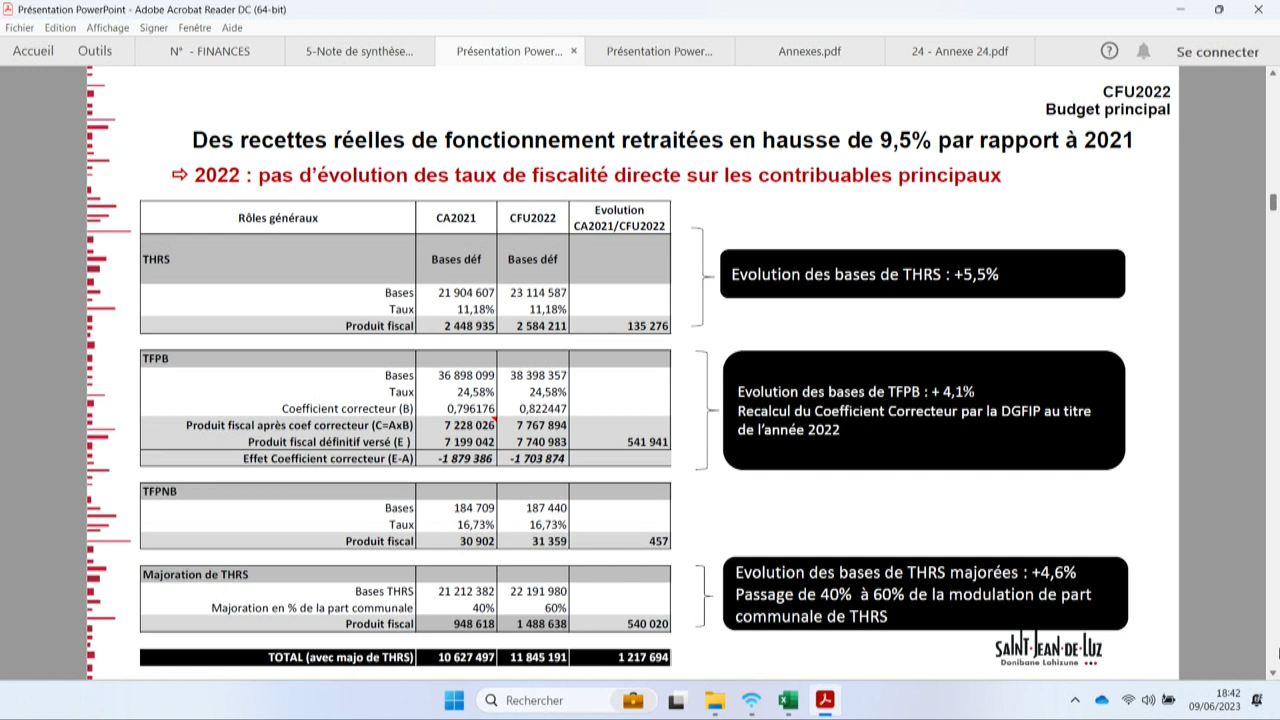 Présentation PowerPoint - Adobe Acrobat Reader DC (64-bit)
Fichier Edition Affichage Signer Fenêtre Aide
Accueil Outils N° - FINANCES 5-Note de synthèse... Présentation Power... × Présentation Power... Annexes.pdf 24 - Annexe 24.pdf ? Se connecter
CFU2022
Budget principal
Des recettes réelles de fonctionnement retraitées en hausse de 9,5% par rapport à 2021
⇨ 2022 : pas d'évolution des taux de fiscalité directe sur les contribuables principaux
Rôles généraux CA2021 CFU2022 Evolution CA2021/CFU2022
THRS Bases déf Bases déf
Bases 21 904 607 23 114 587
Taux 11,18% 11,18%
Produit fiscal 2 448 935 2 584 211 135 276
Evolution des bases de THRS : +5,5%
TFPB
Bases 36 898 099 38 398 357
Taux 24,58% 24,58%
Coefficient correcteur (B) 0,796176 0,822447
Produit fiscal après coef correcteur (C=AxB) 7 228 026 7 767 894
Produit fiscal définitif versé (E ) 7 199 042 7 740 983 541 941
Effet Coefficient correcteur (E-A) -1 879 386 -1 703 874
Evolution des bases de TFPB : + 4,1%
Recalcul du Coefficient Correcteur par la DGFIP au titre
de l'année 2022
TFPNB
Bases 184 709 187 440
Taux 16,73% 16,73%
Produit fiscal 30 902 31 359 457
Majoration de THRS
Bases THRS 21 212 382 22 191 980
Majoration en % de la part communale 40% 60%
Produit fiscal 948 618 1 488 638 540 020
Evolution des bases de THRS majorées : +4,6%
Passage de 40% à 60% de la modulation de part
communale de THRS
TOTAL (avec majo de THRS) 10 627 497 11 845 191 1 217 694
SAINT·JEAN·DE·LUZ
Donibane Lohizune
Rechercher
18:42
09/06/2023